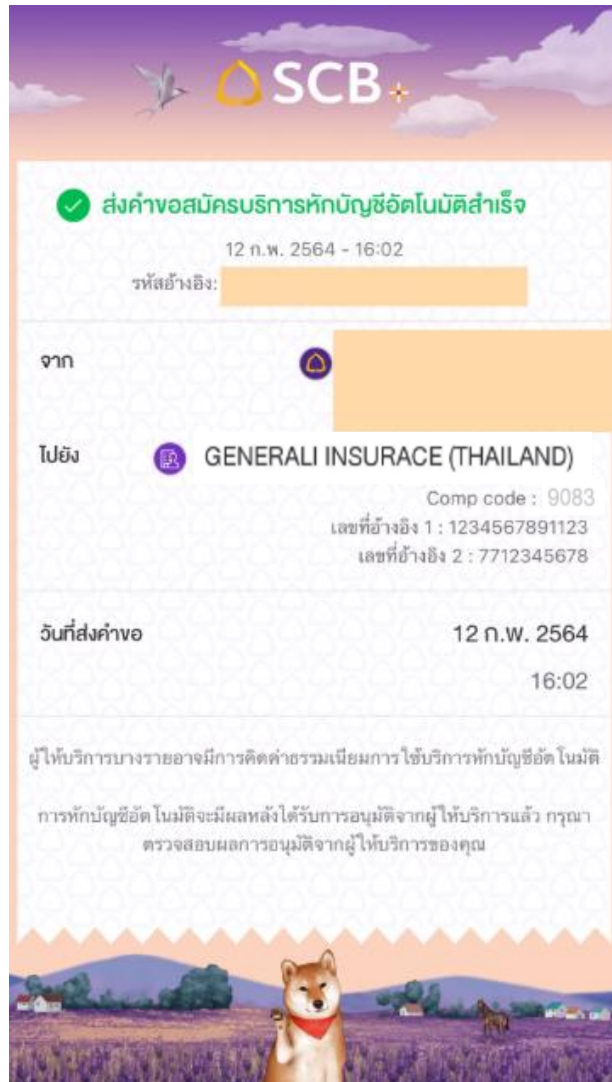 SCB
ส่งคำขอสมัครบริการหักบัญชีอัตโนมัติสำเร็จ
12 ก.พ. 2564 - 16:02
รหัสอ้างอิง:
จาก
ไปยัง GENERALI INSURACE (THAILAND)
Comp code : 9083
เลขที่อ้างอิง 1 : 1234567891123
เลขที่อ้างอิง 2 : 7712345678
วันที่ส่งคำขอ 12 ก.พ. 2564
16:02
ผู้ให้บริการบางรายอาจมีการคิดค่าธรรมเนียมการใช้บริการหักบัญชีอัตโนมัติ
การหักบัญชีอัตโนมัติจะมีผลหลังได้รับการอนุมัติจากผู้ให้บริการแล้ว กรุณา
ตรวจสอบผลการอนุมัติจากผู้ให้บริการของคุณ